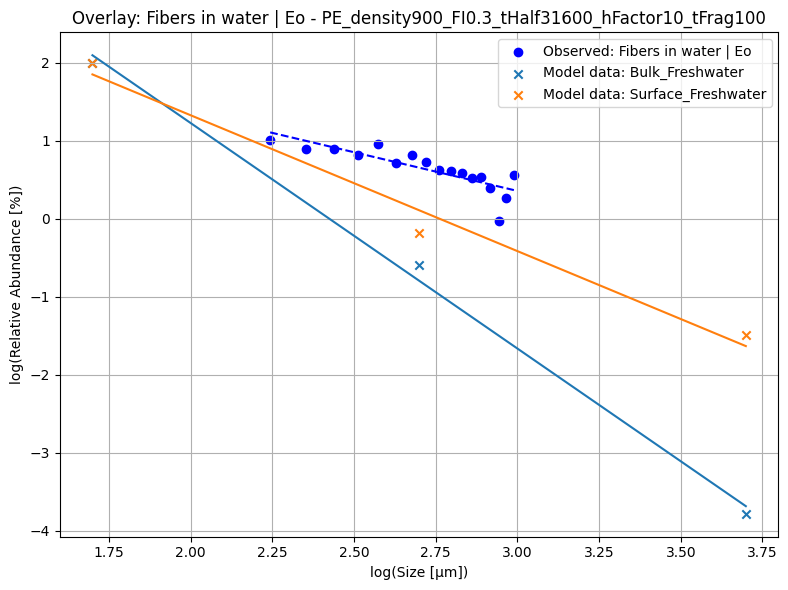 Overlay: Fibers in water | Eo - PE_density900_FI0.3_tHalf31600_hFactor10_tFrag100
Observed: Fibers in water | Eo
Model data: Bulk_Freshwater
Model data: Surface_Freshwater
log(Relative Abundance [%])
2
1
0
−1
−2
−3
−4
1.75
2.00
2.25
2.50
2.75
3.00
3.25
3.50
3.75
log(Size [µm])